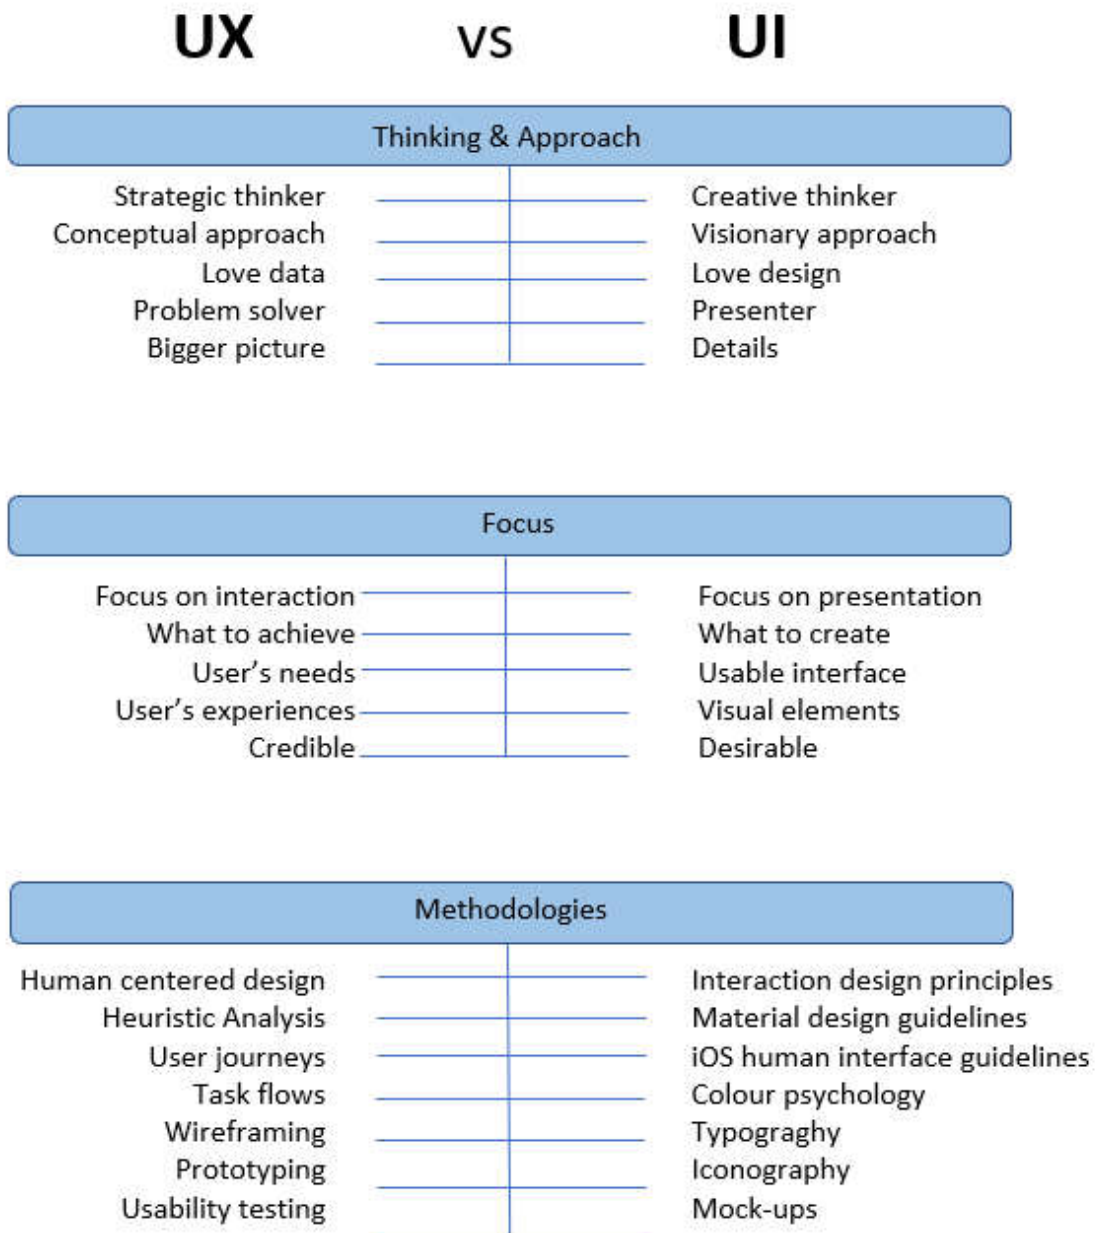 UX vs UI
Thinking & Approach
Strategic thinker Creative thinker
Conceptual approach Visionary approach
Love data Love design
Problem solver Presenter
Bigger picture Details
Focus
Focus on interaction Focus on presentation
What to achieve What to create
User’s needs Usable interface
User’s experiences Visual elements
Credible Desirable
Methodologies
Human centered design Interaction design principles
Heuristic Analysis Material design guidelines
User journeys iOS human interface guidelines
Task flows Colour psychology
Wireframing Typograghy
Prototyping Iconography
Usability testing Mock-ups